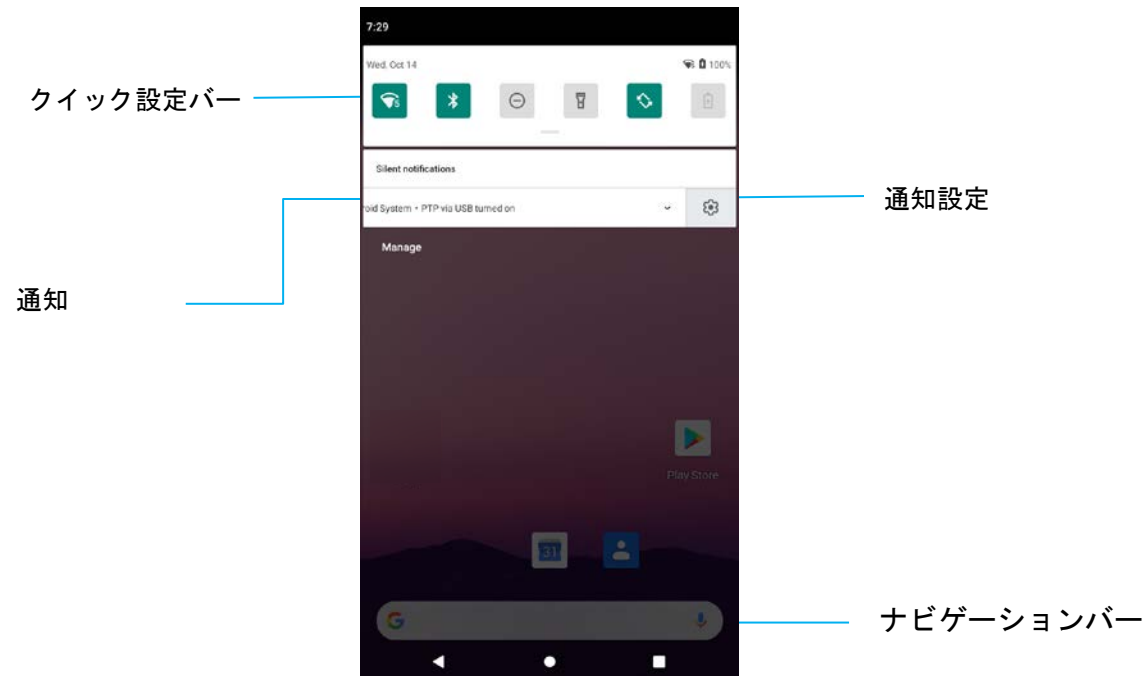 7:29
Wed, Oct 14
100%
クイック設定バー
Silent notifications
通知設定
roid System • PTP via USB turned on
Manage
通知
Play Store
31
G
ナビゲーションバー